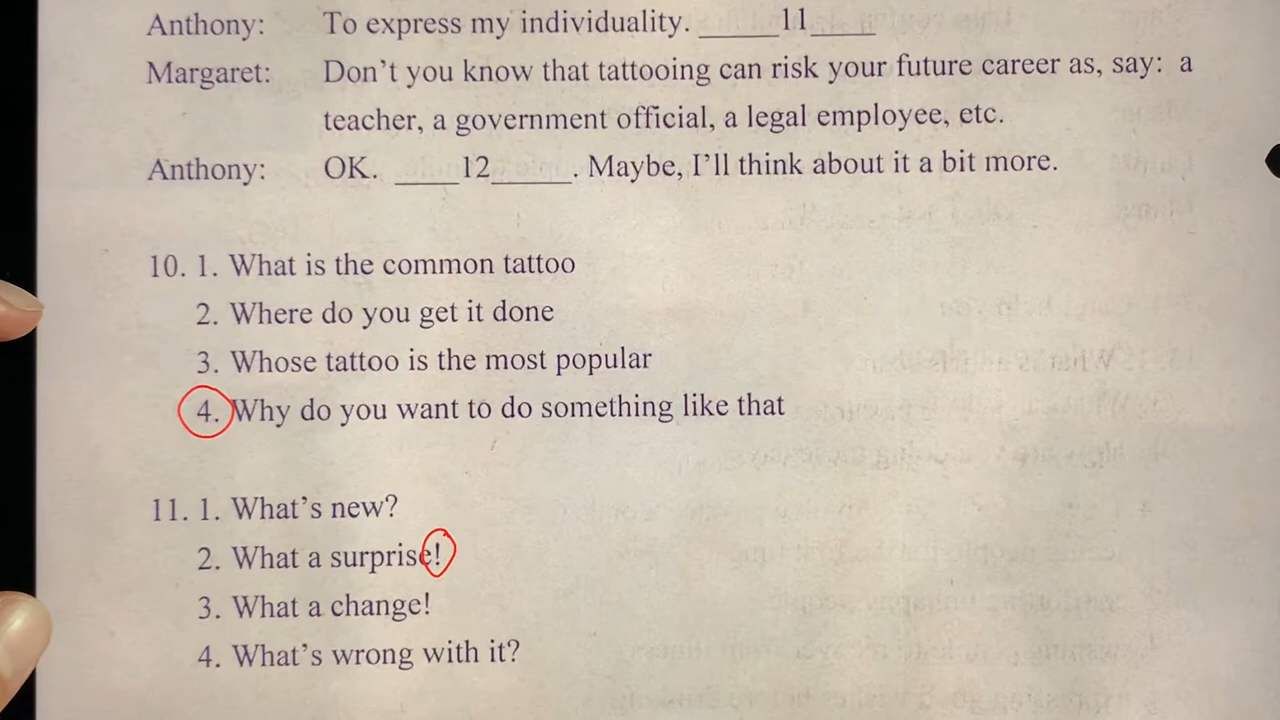 Anthony: To express my individuality. _____11____
Margaret: Don't you know that tattooing can risk your future career as, say: a
teacher, a government official, a legal employee, etc.
Anthony: OK. ____12_____. Maybe, I'll think about it a bit more.
10. 1. What is the common tattoo
2. Where do you get it done
3. Whose tattoo is the most popular
4. Why do you want to do something like that
11. 1. What's new?
2. What a surprise!
3. What a change!
4. What's wrong with it?